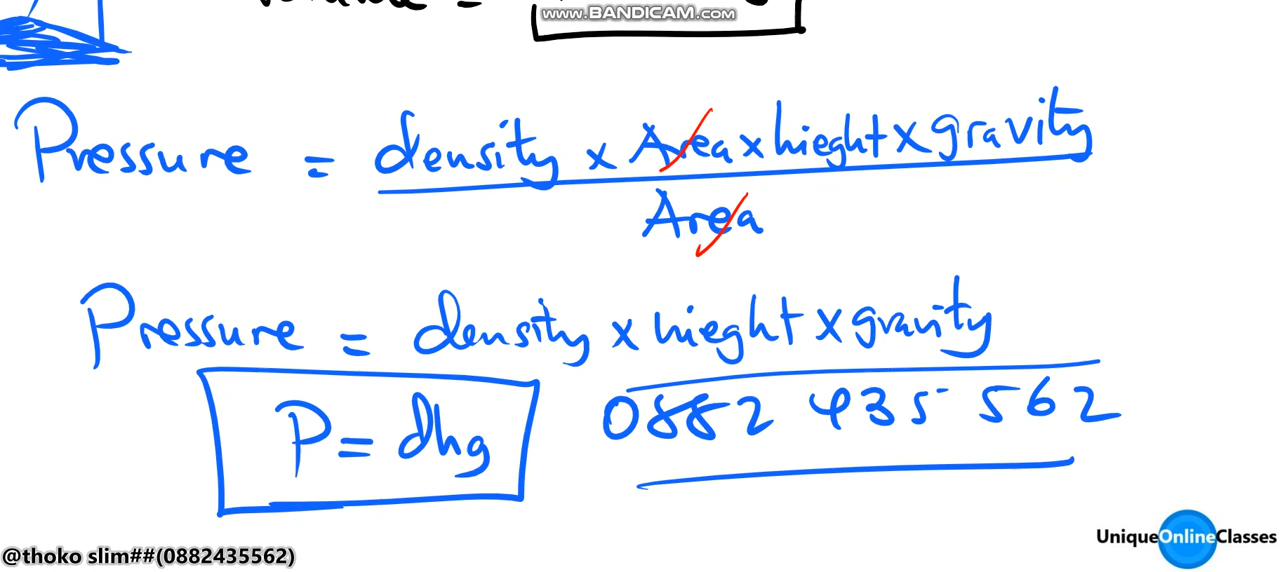 www.BANDICAM.com
Pressure = density x Area x hieght x gravity
Area
Pressure = density x hieght x gravity
P = dhg
0882 435 562
UniqueOnlineClasses
@thoko slim##(0882435562)